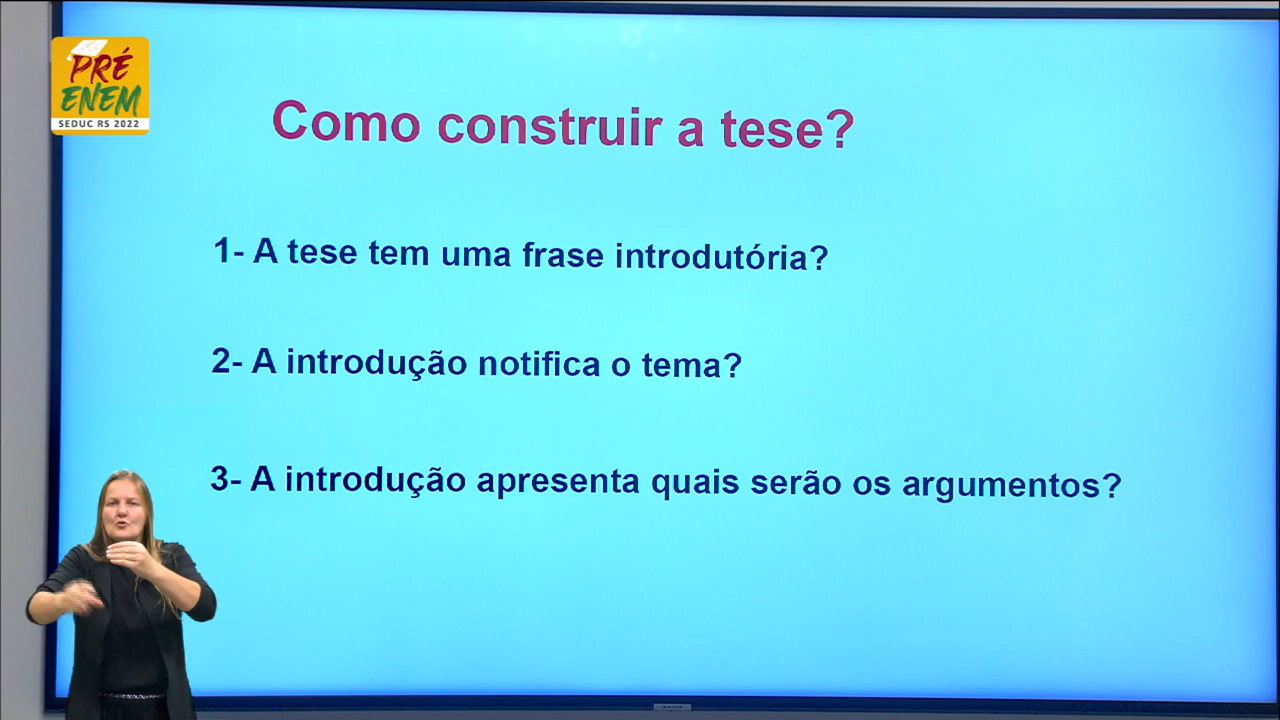 PRÉ
ENEM
SEDUC RS 2022
Como construir a tese?
1- A tese tem uma frase introdutória?
2- A introdução notifica o tema?
3- A introdução apresenta quais serão os argumentos?